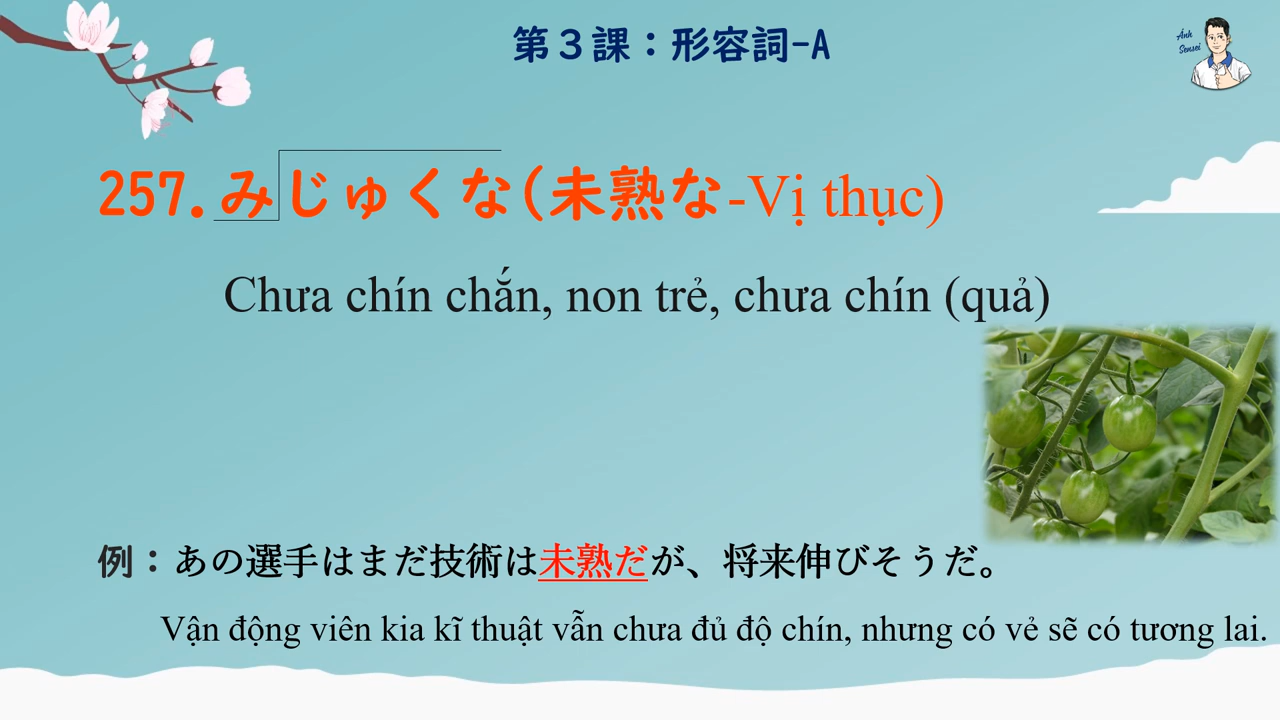 第３課：形容詞-A
Ánh
Sensei
257.みじゅくな(未熟な-Vị thục)
Chưa chín chắn, non trẻ, chưa chín (quả)
例：あの選手はまだ技術は未熟だが、将来伸びそうだ。
Vận động viên kia kĩ thuật vẫn chưa đủ độ chín, nhưng có vẻ sẽ có tương lai.